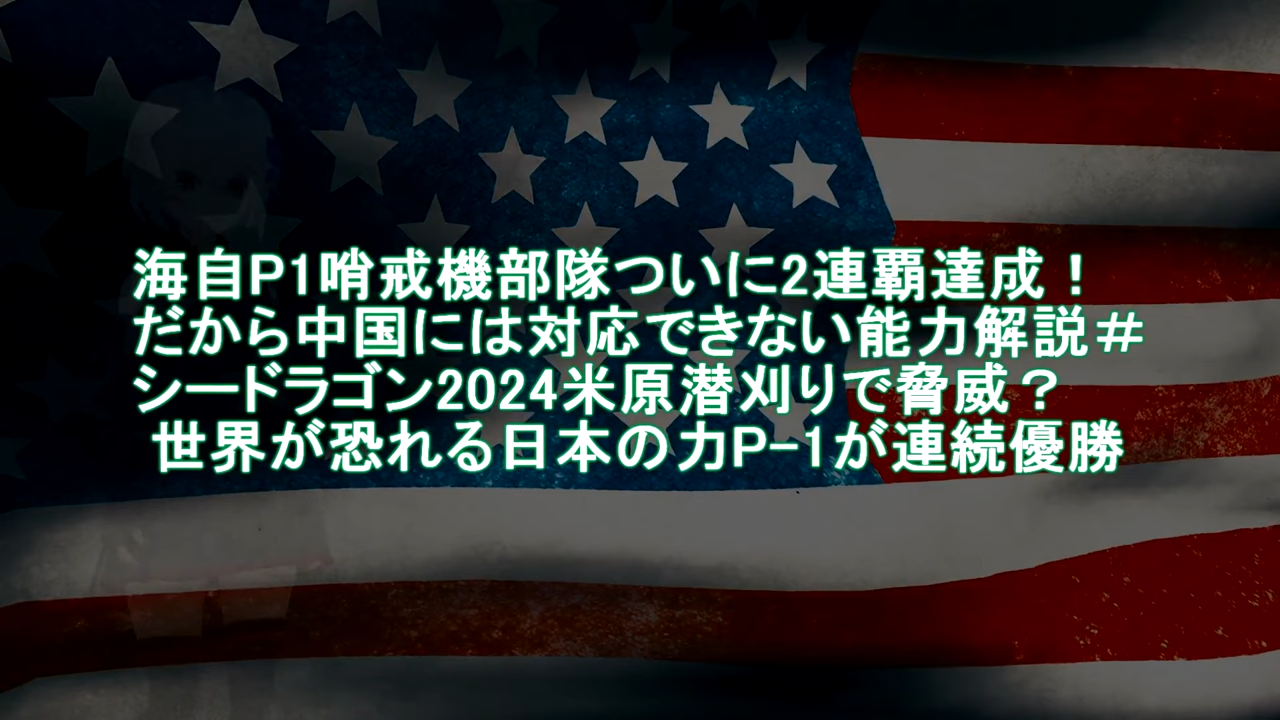 海自P1哨戒機部隊ついに2連覇達成！
だから中国には対応できない能力解説＃
シードラゴン2024米原潜刈りで脅威？
世界が恐れる日本の力P-1が連続優勝